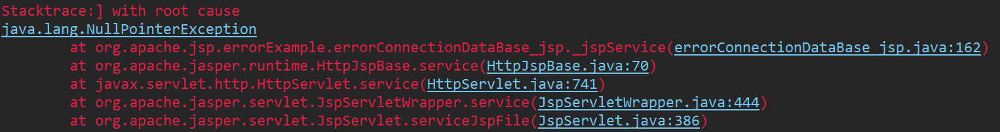 Stacktrace:] with root cause
java.lang.NullPointerException
at org.apache.jsp.errorExample.errorConnectionDataBase_jsp._jspService(errorConnectionDataBase_jsp.java:162)
at org.apache.jasper.runtime.HttpJspBase.service(HttpJspBase.java:70)
at javax.servlet.http.HttpServlet.service(HttpServlet.java:741)
at org.apache.jasper.servlet.JspServletWrapper.service(JspServletWrapper.java:444)
at org.apache.jasper.servlet.JspServlet.serviceJspFile(JspServlet.java:386)